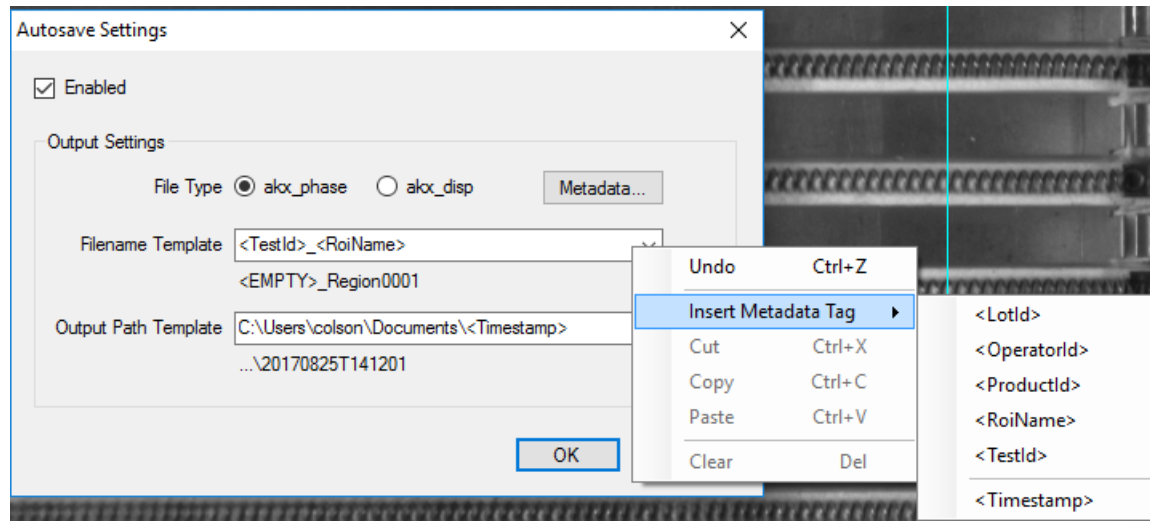 Autosave Settings
Enabled
Output Settings
File Type akx_phase akx_disp Metadata...
Filename Template <TestId>_<RoiName>
<EMPTY>_Region0001
Output Path Template C:\Users\colson\Documents\<Timestamp>
...\20170825T141201
OK
Undo Ctrl+Z
Insert Metadata Tag
Cut Ctrl+X
Copy Ctrl+C
Paste Ctrl+V
Clear Del
<LotId>
<OperatorId>
<ProductId>
<RoiName>
<TestId>
<Timestamp>